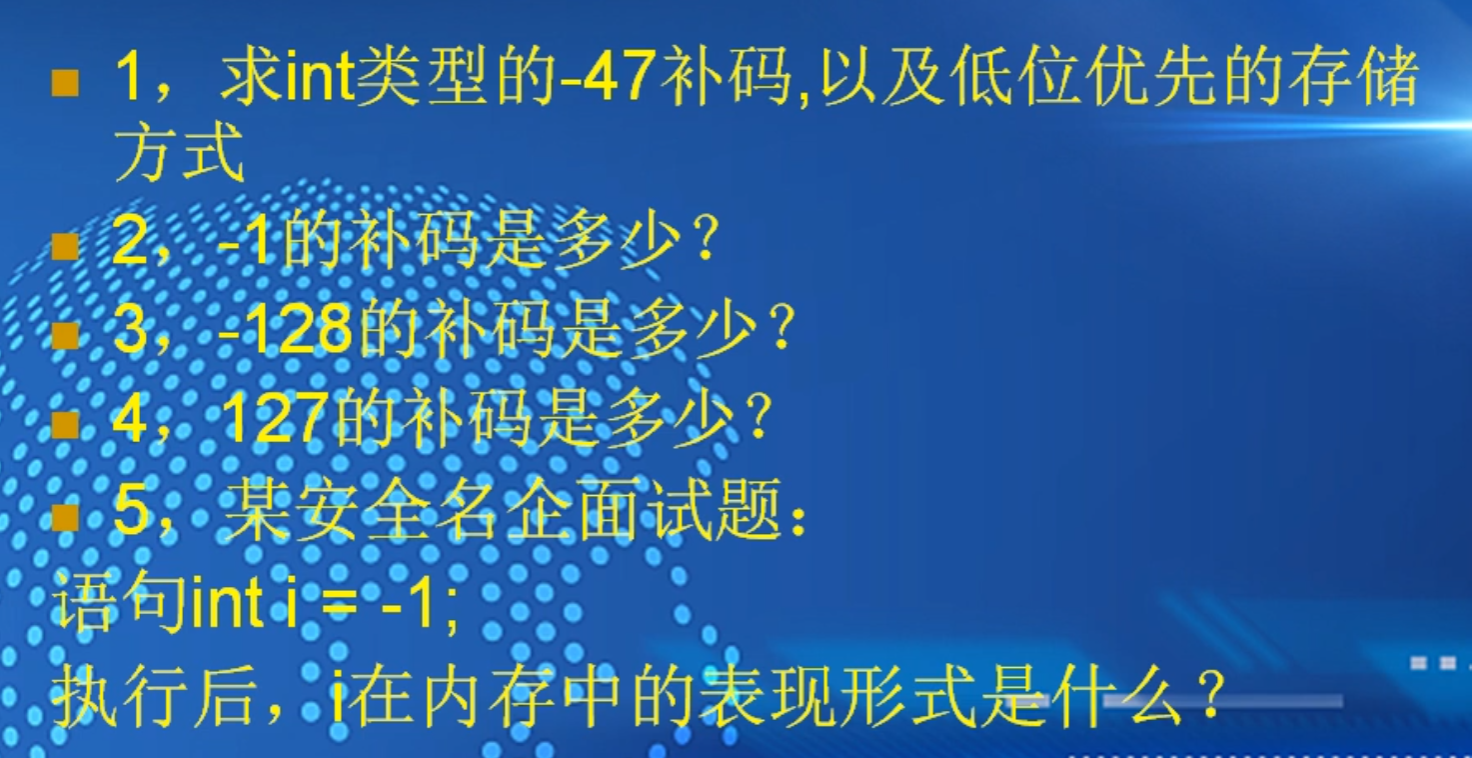 1，求int类型的-47补码,以及低位优先的存储
方式
2，-1的补码是多少？
3，-128的补码是多少？
4，127的补码是多少？
5，某安全名企面试题：
语句int i = -1;
执行后，i在内存中的表现形式是什么？